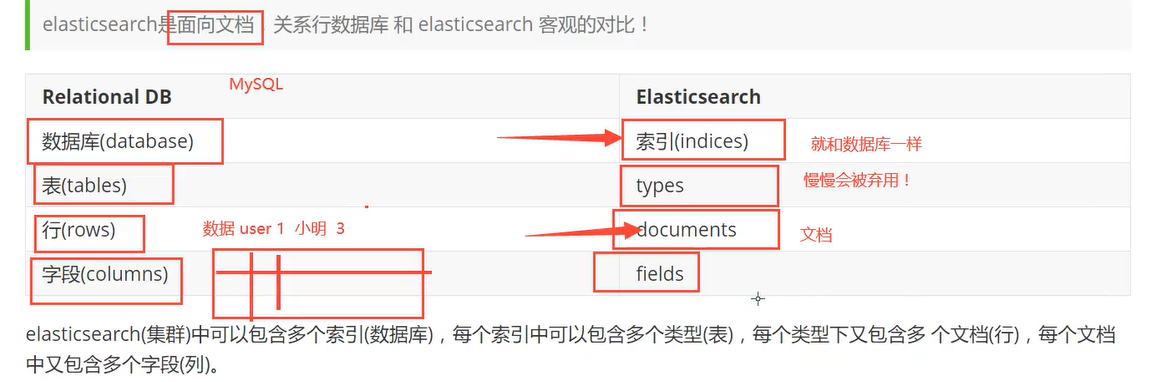 elasticsearch是面向文档 关系行数据库 和 elasticsearch 客观的对比！
MySQL
Relational DB Elasticsearch
数据库(database) 索引(indices) 就和数据库一样
表(tables) types 慢慢会被弃用！
行(rows) 数据 user 1 小明 3 documents 文档
字段(columns) fields
elasticsearch(集群)中可以包含多个索引(数据库)，每个索引中可以包含多个类型(表)，每个类型下又包含多 个文档(行)，每个文档
中又包含多个字段(列)。